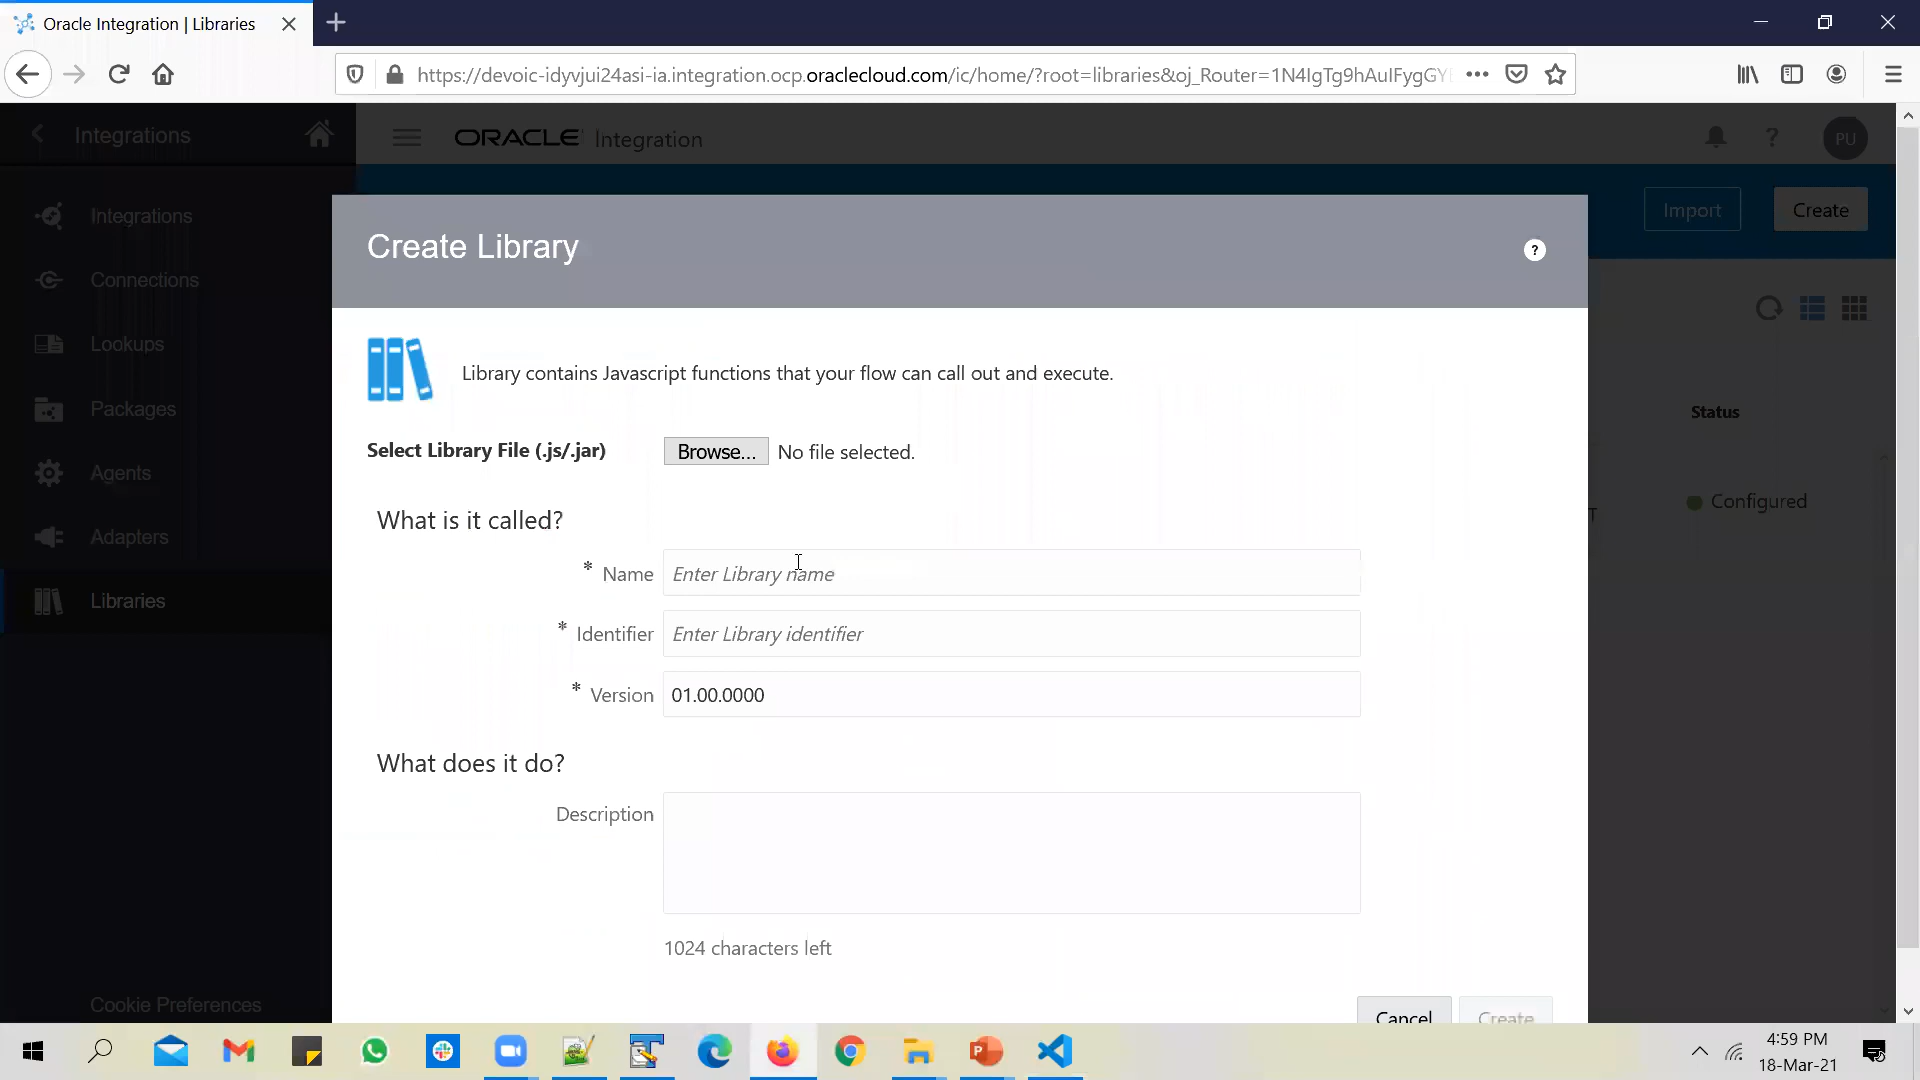 Oracle Integration | Libraries
https://devoic-idyvjui24asi-ia.integration.ocp.oraclecloud.com/ic/home/?root=libraries&oj_Router=1N4IgTg9hAuIFygGYE
Integrations
ORACLE Integration
? PU
Integrations
Connections
Lookups
Packages
Agents
Adapters
Libraries
Cookie Preferences
Import Create
Create Library ?
Library contains Javascript functions that your flow can call out and execute.
Select Library File (.js/.jar) Browse... No file selected.
Status
What is it called?
Configured
T
* Name Enter Library name
* Identifier Enter Library identifier
* Version 01.00.0000
What does it do?
Description
1024 characters left
Cancel Create
4:59 PM
18-Mar-21